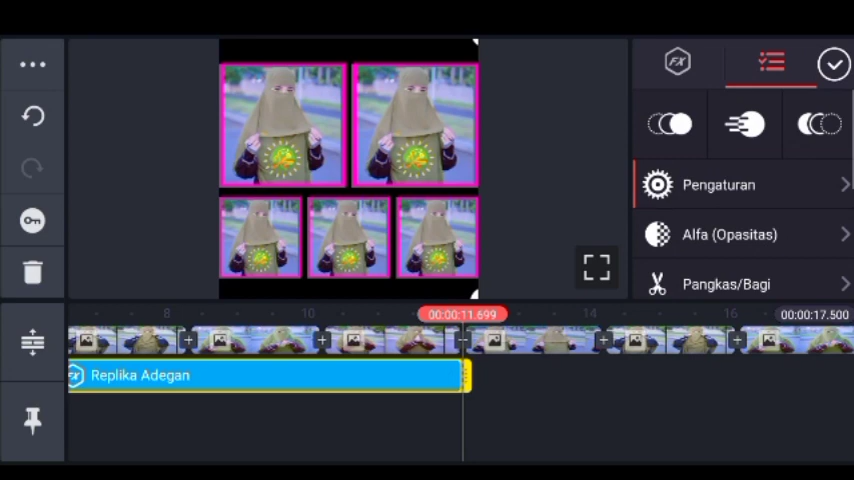 FX
Pengaturan
Alfa (Opasitas)
Pangkas/Bagi
8
10
00:00:11.699
14
16
00:00:17.500
FX Replika Adegan